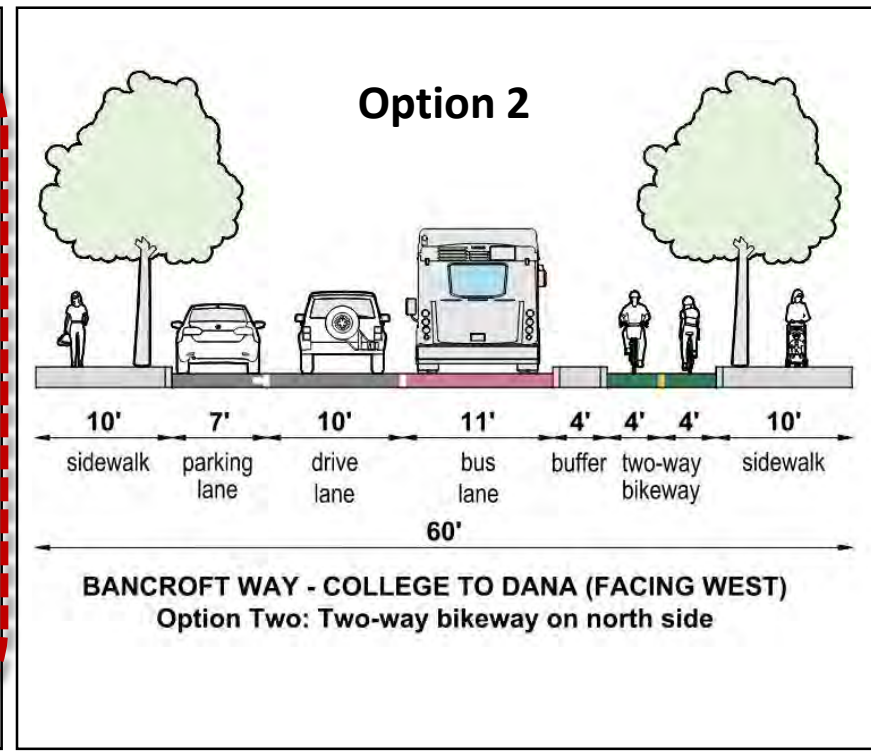 Option 2
10' 7' 10' 11' 4' 4' 4' 10'
sidewalk parking drive bus buffer two-way sidewalk
lane lane lane bikeway
60'
BANCROFT WAY - COLLEGE TO DANA (FACING WEST)
Option Two: Two-way bikeway on north side